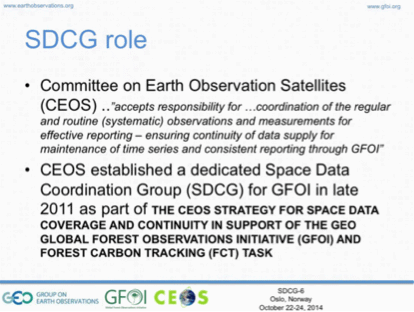 www.earthobservations.org
www.gfoi.org
SDCG role
• Committee on Earth Observation Satellites
(CEOS) ..”accepts responsibility for …coordination of the regular
and routine (systematic) observations and measurements for
effective reporting – ensuring continuity of data supply for
maintenance of time series and consistent reporting through GFOI”
• CEOS established a dedicated Space Data
Coordination Group (SDCG) for GFOI in late
2011 as part of THE CEOS STRATEGY FOR SPACE DATA
COVERAGE AND CONTINUITY IN SUPPORT OF THE GEO
GLOBAL FOREST OBSERVATIONS INITIATIVE (GFOI) AND
FOREST CARBON TRACKING (FCT) TASK
GEO GROUP ON
EARTH OBSERVATIONS
GFOI
CEOS
SDCG-6
Oslo, Norway
October 22-24, 2014